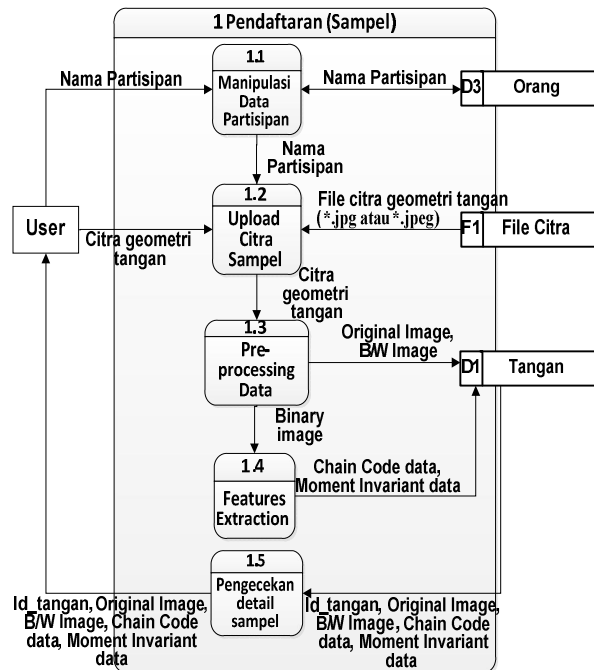 1 Pendaftaran (Sampel)
1.1
Manipulasi
Data
Partisipan
Nama Partisipan
Nama Partisipan
D3
Orang
Nama
Partisipan
1.2
Upload
Citra
Sampel
File citra geometri tangan
(*.jpg atau *.jpeg)
F1
File Citra
User
Citra geometri
tangan
Citra
geometri
tangan
1.3
Pre-
processing
Data
Original Image,
B/W Image
D1
Tangan
Binary
image
1.4
Features
Extraction
Chain Code data,
Moment Invariant data
1.5
Pengecekan
detail
sampel
Id_tangan, Original Image,
B/W Image, Chain Code
data, Moment Invariant
data
Id_tangan, Original Image,
B/W Image, Chain Code
data, Moment Invariant
data